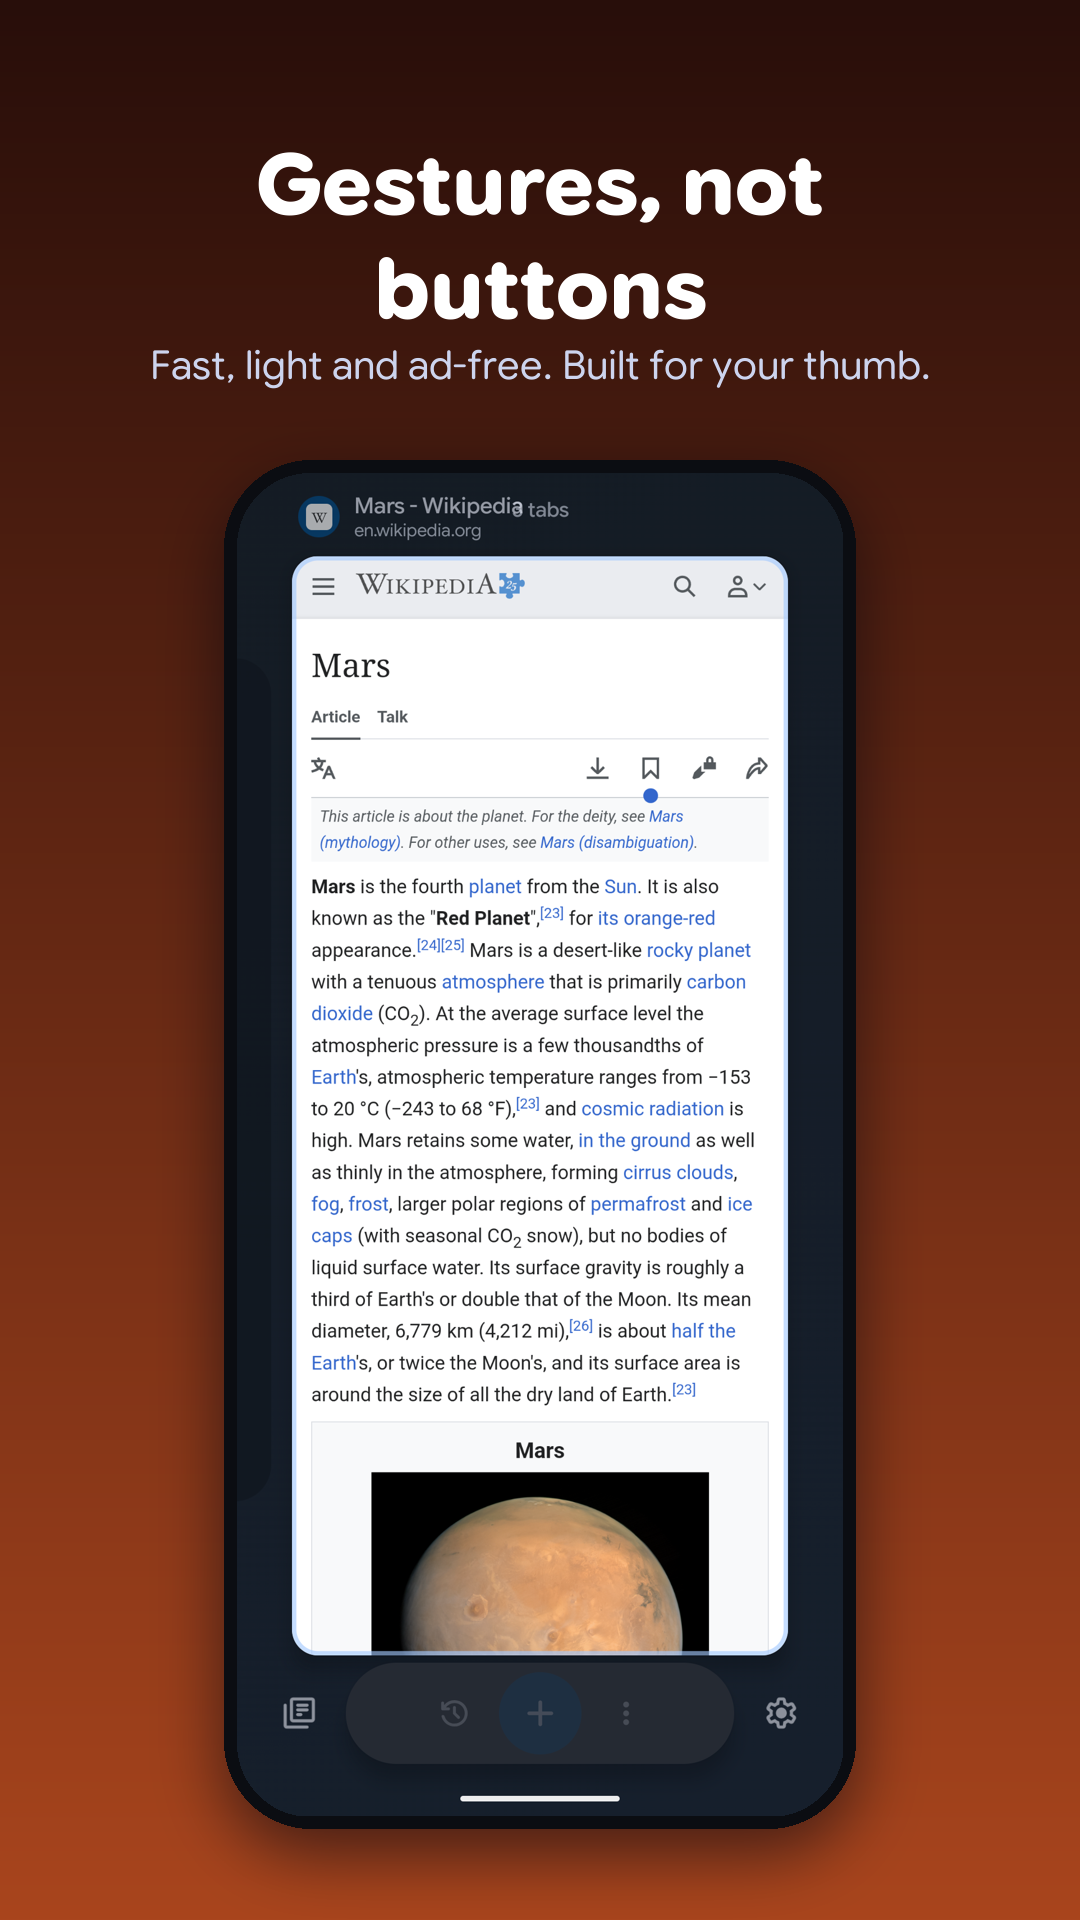 Gestures, not
buttons
Fast, light and ad-free. Built for your thumb.
Mars - Wikipedia
tabs
en.wikipedia.org
W
WIKIPEDIA 25
Mars
Article Talk
This article is about the planet. For the deity, see Mars
(mythology). For other uses, see Mars (disambiguation).
Mars is the fourth planet from the Sun. It is also
known as the "Red Planet",[23] for its orange-red
appearance.[24][25] Mars is a desert-like rocky planet
with a tenuous atmosphere that is primarily carbon
dioxide (CO2). At the average surface level the
atmospheric pressure is a few thousandths of
Earth's, atmospheric temperature ranges from −153
to 20 °C (−243 to 68 °F),[23] and cosmic radiation is
high. Mars retains some water, in the ground as well
as thinly in the atmosphere, forming cirrus clouds,
fog, frost, larger polar regions of permafrost and ice
caps (with seasonal CO2 snow), but no bodies of
liquid surface water. Its surface gravity is roughly a
third of Earth's or double that of the Moon. Its mean
diameter, 6,779 km (4,212 mi),[26] is about half the
Earth's, or twice the Moon's, and its surface area is
around the size of all the dry land of Earth.[23]
Mars